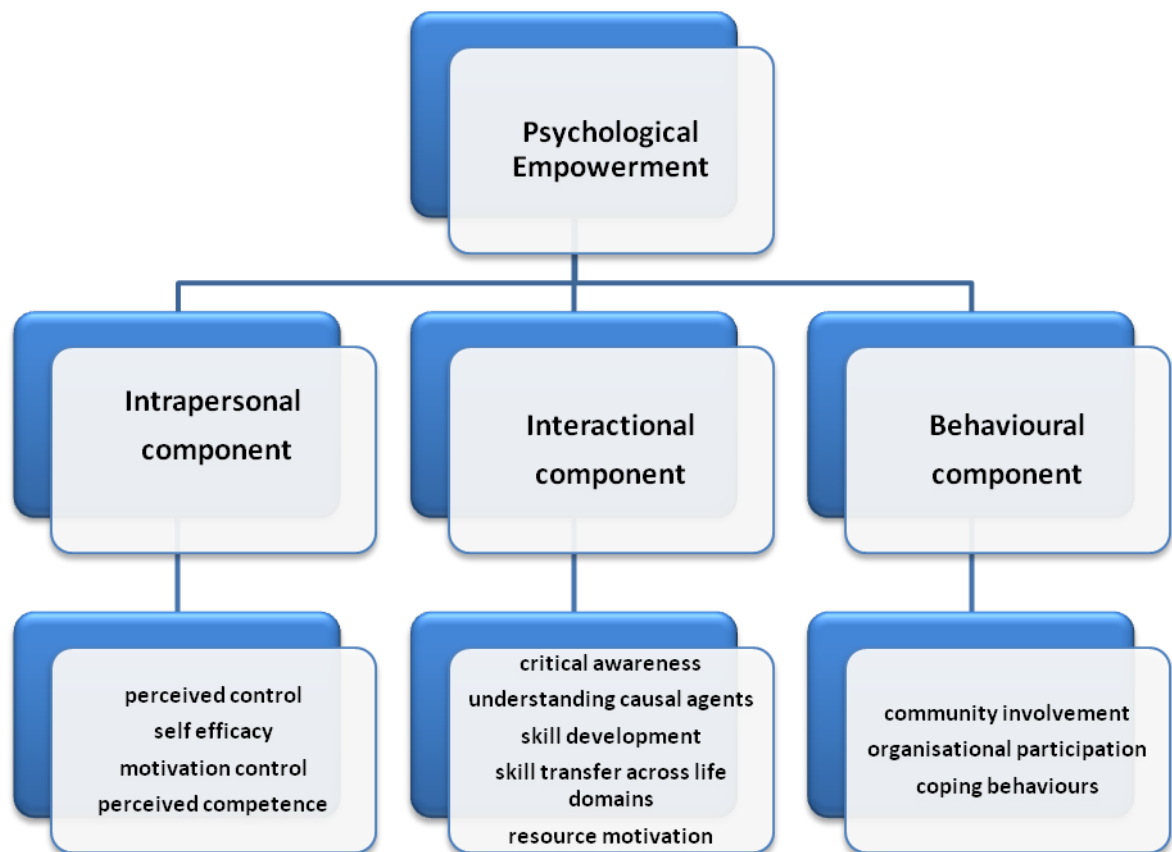 Psychological
Empowerment
Intrapersonal
component
Interactional
component
Behavioural
component
perceived control
self efficacy
motivation control
perceived competence
critical awareness
understanding causal agents
skill development
skill transfer across life
domains
resource motivation
community involvement
organisational participation
coping behaviours